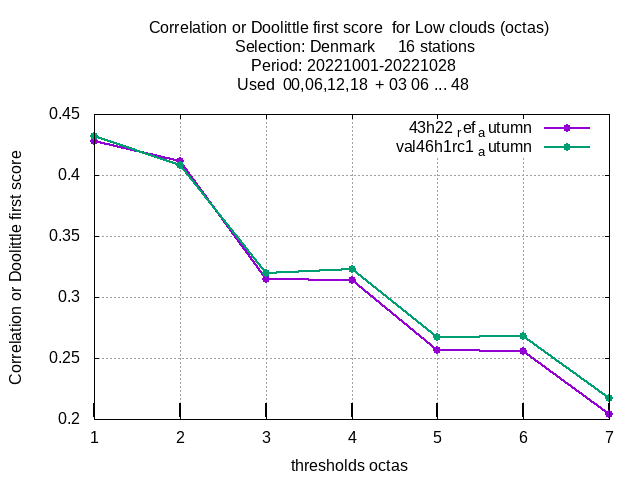 Correlation or Doolittle first score  for Low clouds (octas)
Selection: Denmark     16 stations
Period: 20221001-20221028
Used  00,06,12,18  + 03 06 ... 48
43h22 ref autumn
val46h1rc1 autumn
Correlation or Doolittle first score
0.45
0.4
0.35
0.3
0.25
0.2
1 2 3 4 5 6 7
thresholds octas